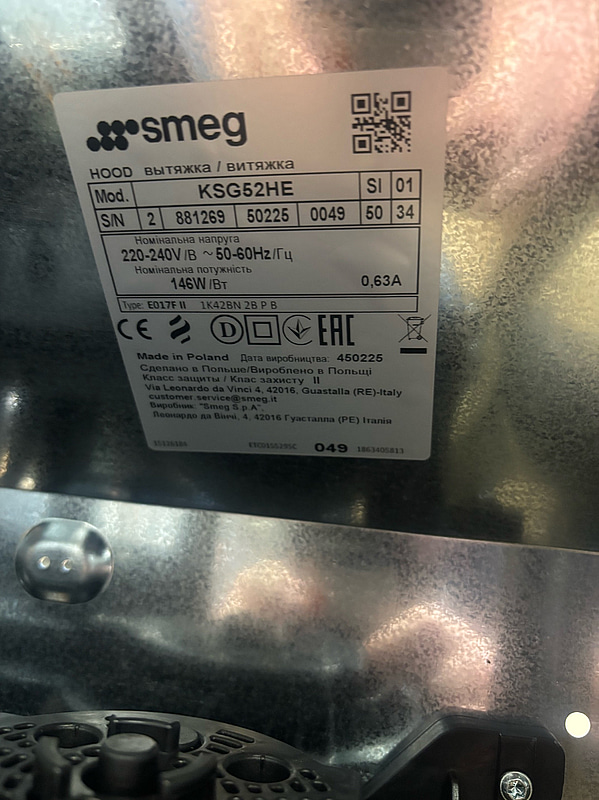 smeg
HOOD вытяжка / витяжка
Mod. KSG52HE SI 01
S/N 2 881269 50225 0049 50 34
Номінальна напруга
220-240V/В ~50-60Hz/Гц
Номінальна потужність
146W/Вт 0,63A
Type: E017F II 1K42BN 2B P B
CE D EAC
Made in Poland Дата виробництва: 450225
Сделано в Польше/Вироблено в Польщі
Класс защиты / Клас захисту II
Via Leonardo da Vinci 4, 42016, Guastalla (RE)-Italy
customer.service@smeg.it
Виробник: "Smeg S.p.A",
Леонардо да Вінчі, 4, 42016 Гуасталла (РЕ) Італія
049 1863405813